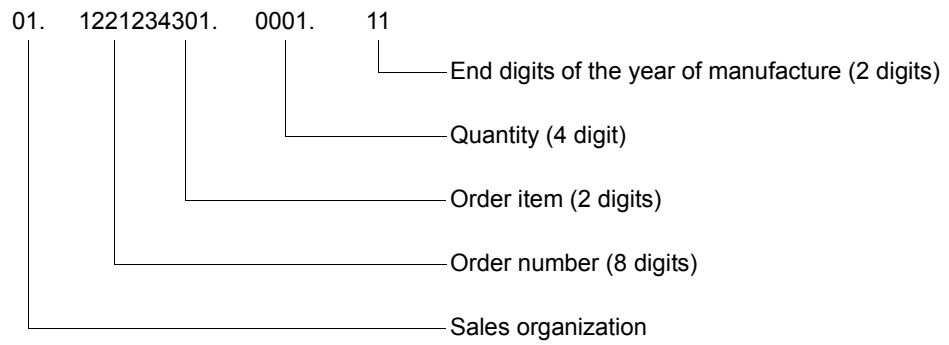 01. 1221234301. 0001. 11
End digits of the year of manufacture (2 digits)
Quantity (4 digit)
Order item (2 digits)
Order number (8 digits)
Sales organization